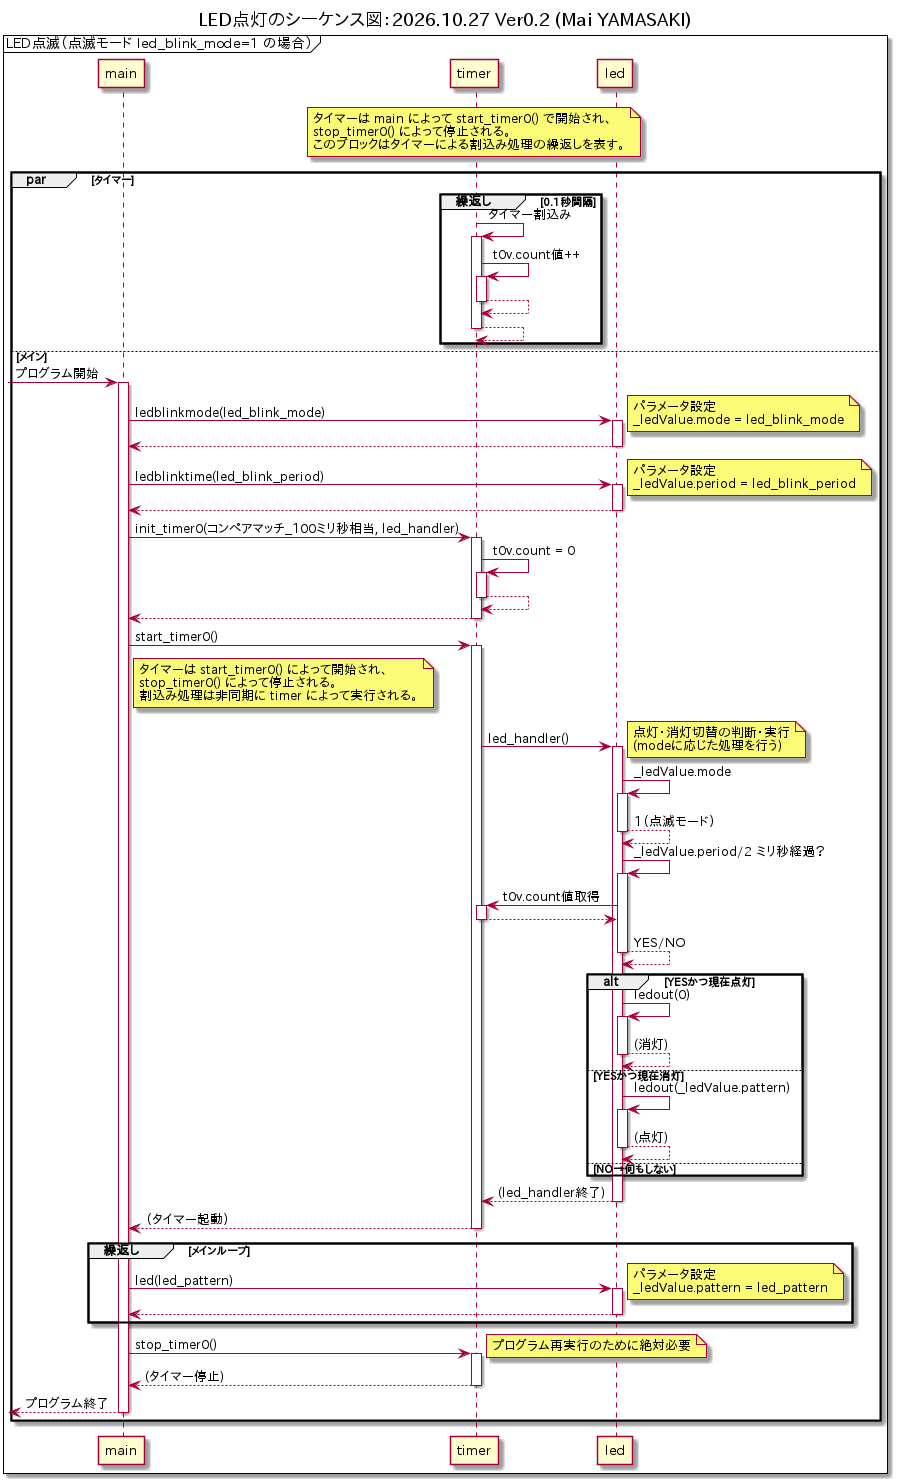 LED点灯のシーケンス図：2026.10.27 Ver0.2 (Mai YAMASAKI)
LED点滅（点滅モード led_blink_mode=1 の場合）
main
timer
led
タイマーは main によって start_timer0() で開始され、
stop_timer0() によって停止される。
このブロックはタイマーによる割込み処理の繰返しを表す。
par [タイマー]
繰返し [0.1秒間隔]
タイマー割込み
t0v.count値++
[メイン]
プログラム開始
ledblinkmode(led_blink_mode)
パラメータ設定
_ledValue.mode = led_blink_mode
ledblinktime(led_blink_period)
パラメータ設定
_ledValue.period = led_blink_period
init_timer0(コンペアマッチ_100ミリ秒相当, led_handler)
t0v.count = 0
start_timer0()
タイマーは start_timer0() によって開始され、
stop_timer0() によって停止される。
割込み処理は非同期に timer によって実行される。
led_handler()
点灯・消灯切替の判断・実行
(modeに応じた処理を行う)
_ledValue.mode
1（点滅モード）
_ledValue.period/2 ミリ秒経過？
t0v.count値取得
YES/NO
alt [YESかつ現在点灯]
ledout(0)
(消灯)
[YESかつ現在消灯]
ledout(_ledValue.pattern)
(点灯)
[NO→何もしない]
(led_handler終了)
（タイマー起動）
繰返し [メインループ]
led(led_pattern)
パラメータ設定
_ledValue.pattern = led_pattern
stop_timer0()
プログラム再実行のために絶対必要
(タイマー停止)
プログラム終了
main
timer
led